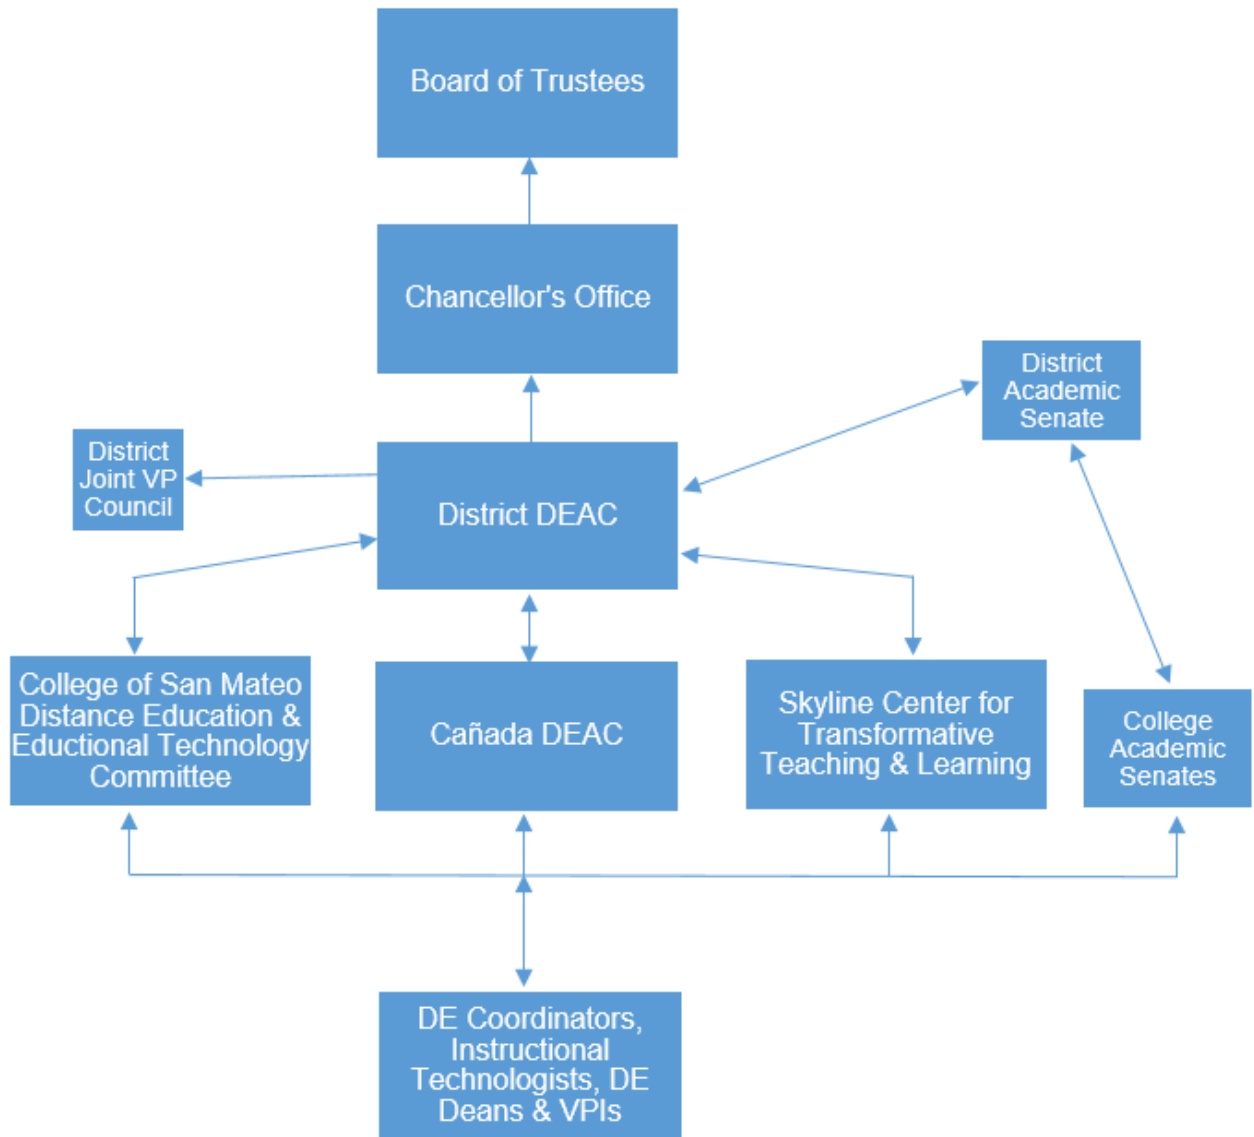 Board of Trustees
Chancellor's Office
District
Academic
Senate
District
Joint VP
Council
District DEAC
College of San Mateo
Distance Education &
Eductional Technology
Committee
Cañada DEAC
Skyline Center for
Transformative
Teaching & Learning
College
Academic
Senates
DE Coordinators,
Instructional
Technologists, DE
Deans & VPIs